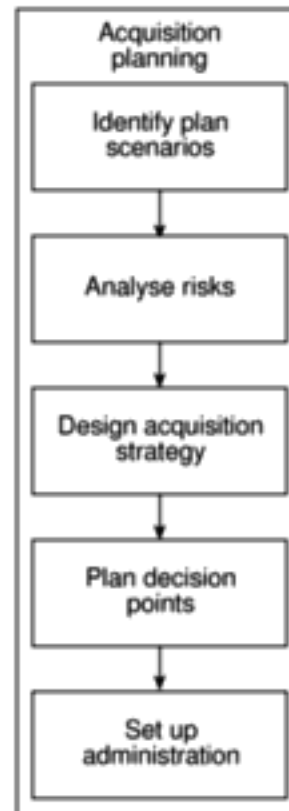 Acquisition
planning
Identify plan
scenarios
Analyse risks
Design acquisition
strategy
Plan decision
points
Set up
administration